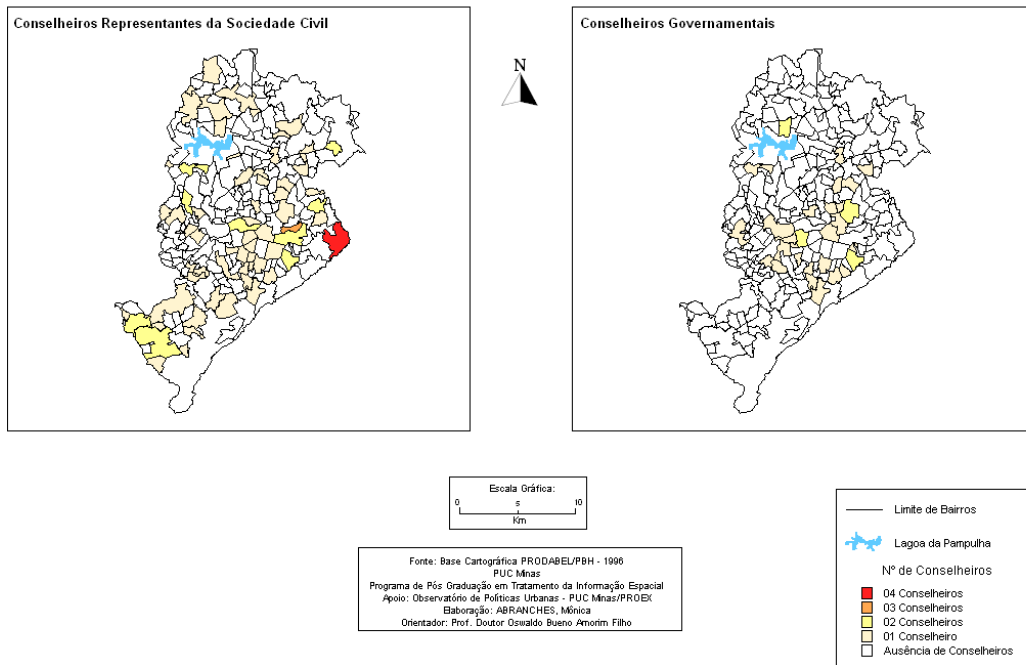 Conselheiros Representantes da Sociedade Civil
Conselheiros Governamentais
N
Escala Gráfica:
0 5 10
Km
Fonte: Base Cartográfica PRODABEL/PBH - 1996
PUC Minas
Programa de Pós Graduação em Tratamento da Informação Espacial
Apoio: Observatório de Políticas Urbanas - PUC Minas/PROEX
Elaboração: ABRANCHES, Mônica
Orientador: Prof. Doutor Oswaldo Bueno Amorim Filho
Limite de Bairros
Lagoa da Pampulha
Nº de Conselheiros
04 Conselheiros
03 Conselheiros
02 Conselheiros
01 Conselheiro
Ausência de Conselheiros